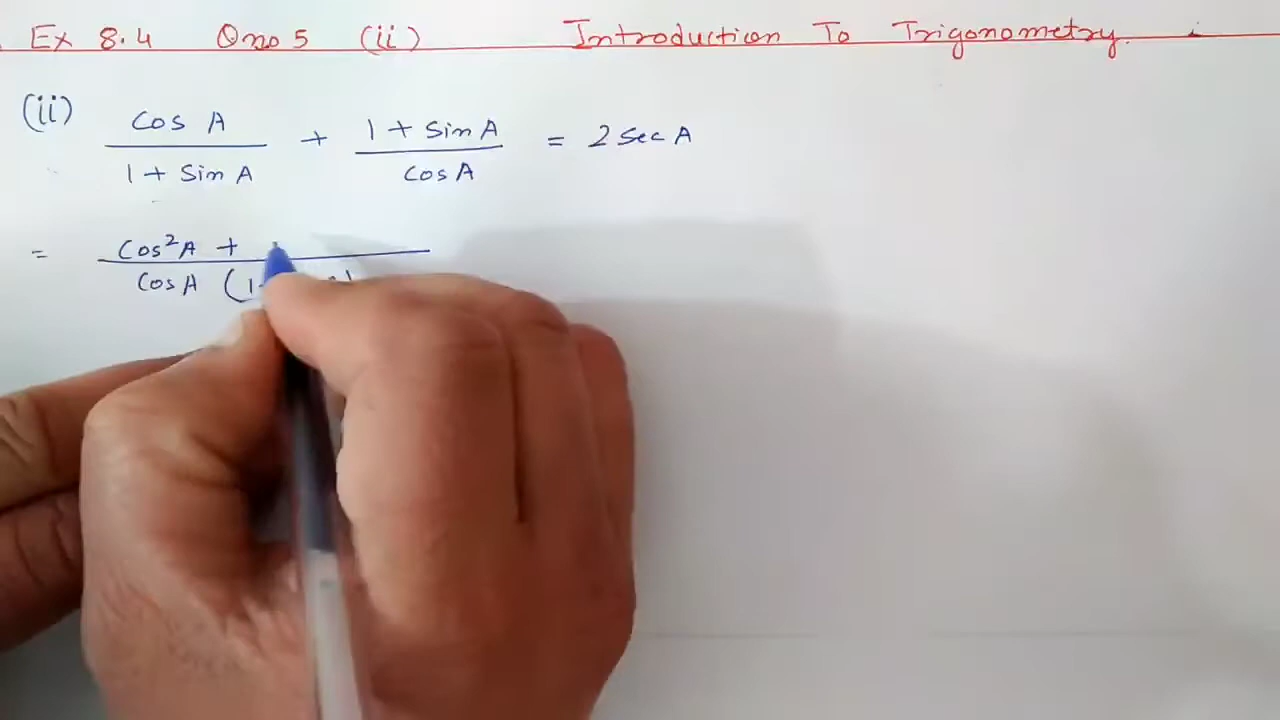 Ex 8.4 Qno 5 (ii) Introduction To Trigonometry.
(ii) Cos A / 1 + Sin A + 1 + Sin A / Cos A = 2 Sec A
= Cos²A + / Cos A (1